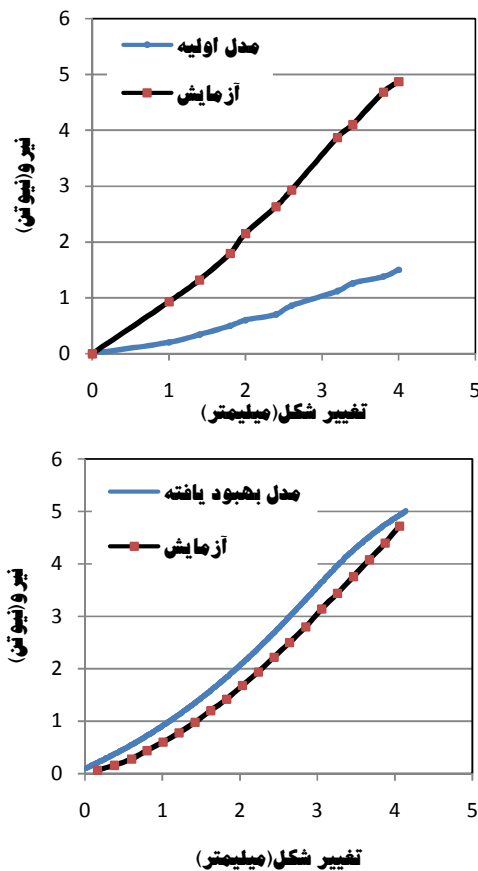 6
5
4
3
2
1
0
نیرو(نیوتن)
مدل اولیه
آزمایش
0 1 2 3 4 5
تغییر شکل(میلیمتر)
6
5
4
3
2
1
0
نیرو(نیوتن)
مدل بهبود یافته
آزمایش
0 1 2 3 4 5
تغییر شکل(میلیمتر)